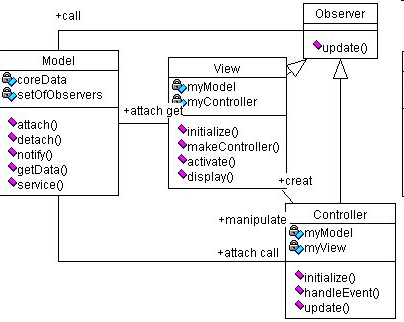 +call
Observer
update()
Model
coreData
setOfObservers
attach()
detach()
notify()
getData()
service()
View
myModel
myController
initialize()
makeController()
activate()
display()
+attach get
+creat
+manipulate
+attach call
Controller
myModel
myView
initialize()
handleEvent()
update()